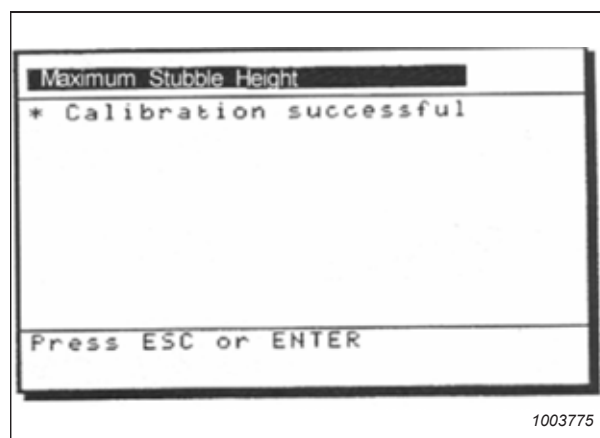 Maximum Stubble Height
* Calibration successful
Press ESC or ENTER
1003775